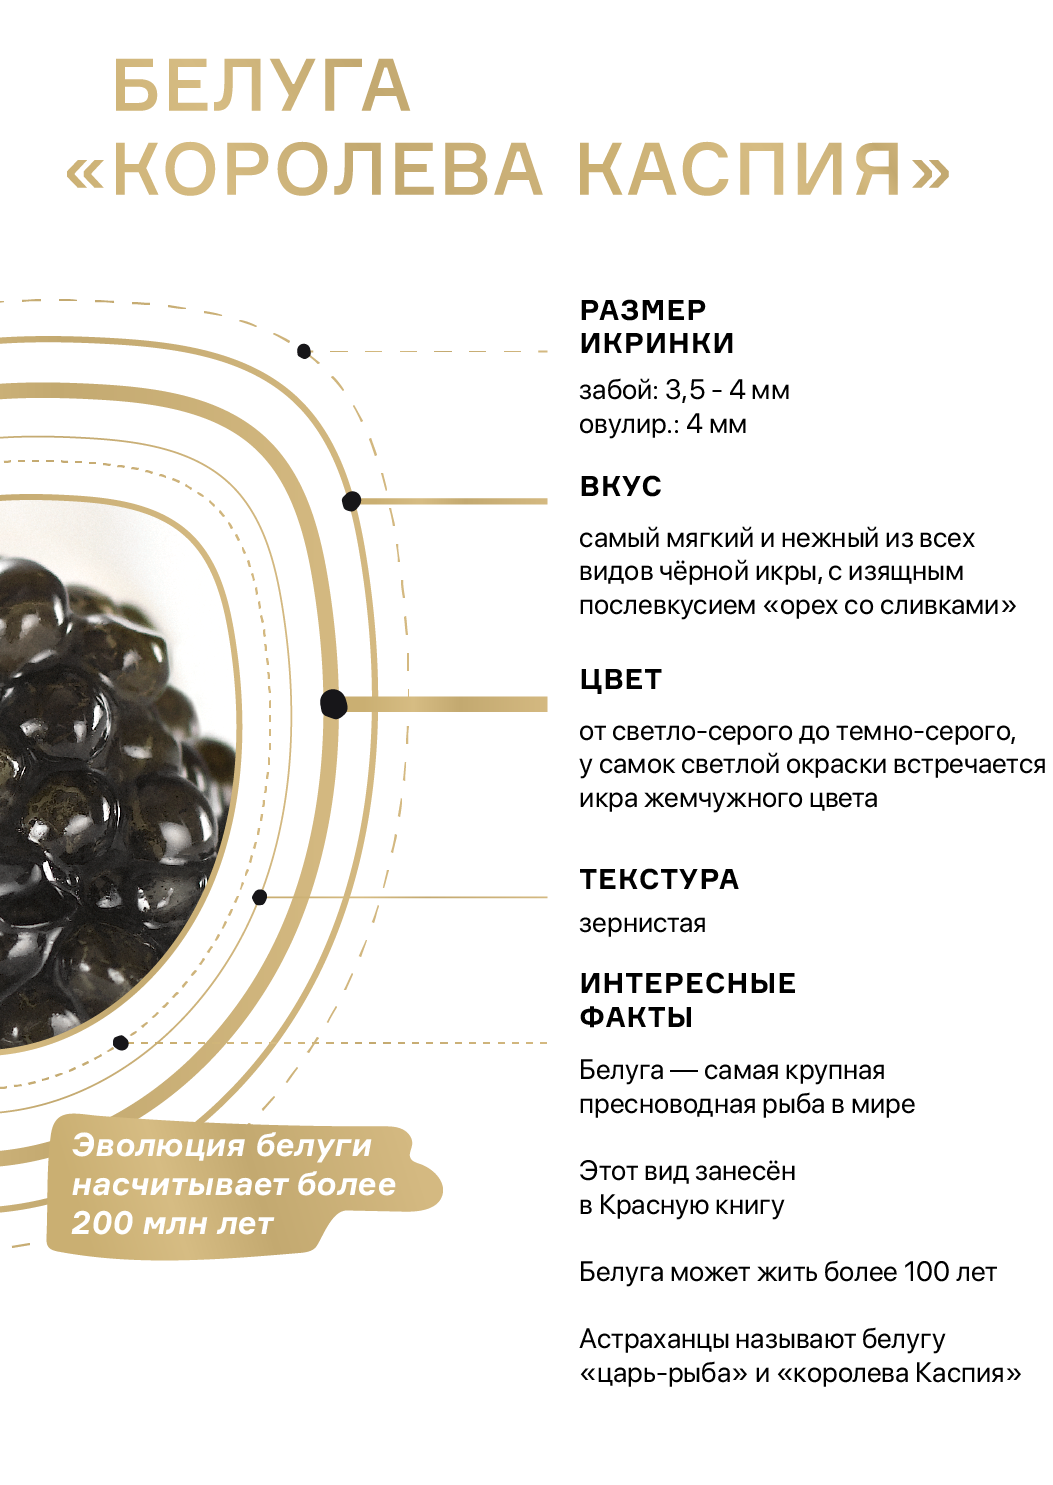 БЕЛУГА
«КОРОЛЕВА КАСПИЯ»
РАЗМЕР
ИКРИНКИ
забой: 3,5 - 4 мм
овулир.: 4 мм
ВКУС
самый мягкий и нежный из всех
видов чёрной икры, с изящным
послевкусием «орех со сливками»
ЦВЕТ
от светло-серого до темно-серого,
у самок светлой окраски встречается
икра жемчужного цвета
ТЕКСТУРА
зернистая
ИНТЕРЕСНЫЕ
ФАКТЫ
Белуга — самая крупная
пресноводная рыба в мире
Этот вид занесён
в Красную книгу
Белуга может жить более 100 лет
Астраханцы называют белугу
«царь-рыба» и «королева Каспия»
Эволюция белуги
насчитывает более
200 млн лет